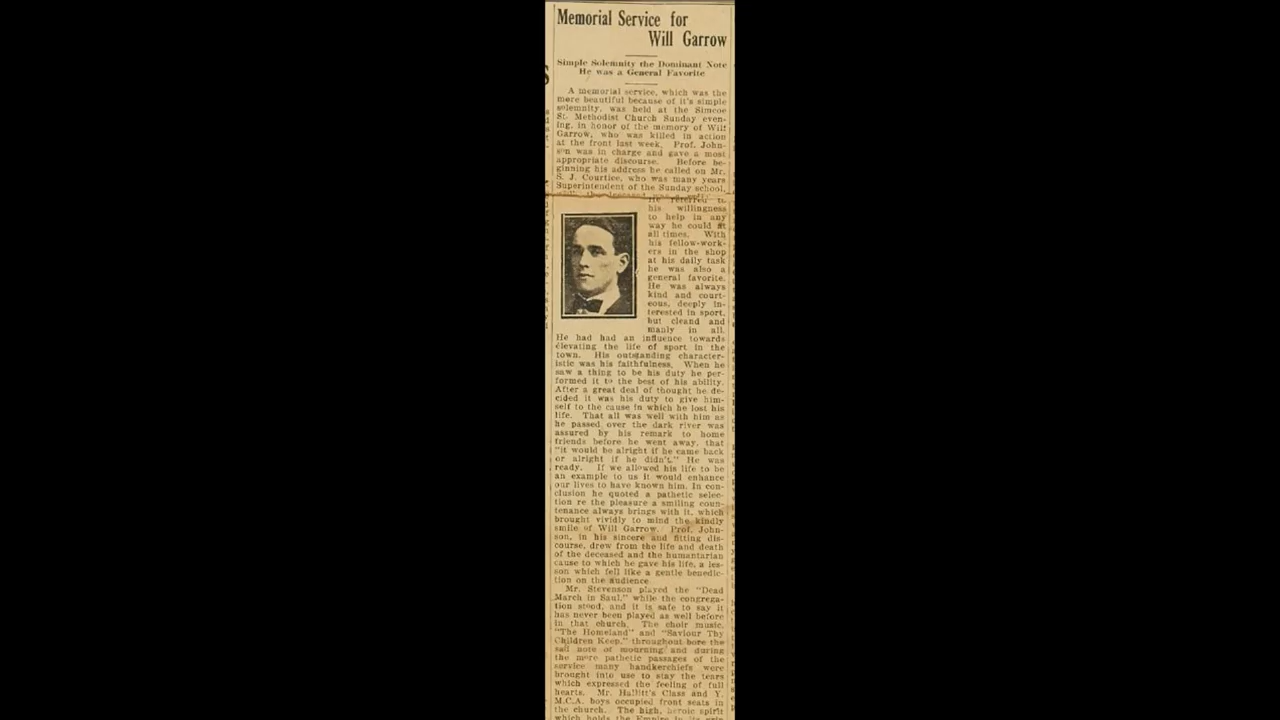 Memorial Service for
Will Garrow
Simple Solemnity the Dominant Note
He was a General Favorite
A memorial service, which was the
more beautiful because of it's simple
solemnity, was held at the Simcoe
St. Methodist Church Sunday even-
ing, in honor of the memory of Will
Garrow, who was killed in action
at the front last week. Prof. John-
son was in charge and gave a most
appropriate discourse. Before be-
ginning his address he called on Mr.
S. J. Courtice, who was many years
Superintendent of the Sunday school,
He referred to
his willingness
to help in any
way he could at
all times. With
his fellow-work-
ers in the shop
at his daily task
he was also a
general favorite.
He was always
kind and court-
eous, deeply in-
terested in sport,
but cleand and
manly in all.
He had had an influence towards
elevating the life of sport in the
town. His outstanding character-
istic was his faithfulness. When he
saw a thing to be his duty he per-
formed it to the best of his ability.
After a great deal of thought he de-
cided it was his duty to give him-
self to the cause in which he lost his
life. That all was well with him as
he passed over the dark river was
assured by his remark to home
friends before he went away, that
"it would be alright if he came back
or alright if he didn't." He was
ready. If we allowed his life to be
an example to us it would enhance
our lives to have known him. In con-
clusion he quoted a pathetic selec-
tion re the pleasure a smiling coun-
tenance always brings with it, which
brought vividly to mind the kindly
smile of Will Garrow. Prof. John-
son, in his sincere and fitting dis-
course, drew from the life and death
of the deceased and the humantarian
cause to which he gave his life, a les-
son which fell like a gentle benedic-
tion on the audience
Mr. Stevenson played the "Dead
March in Saul," while the congrega-
tion stood, and it is safe to say it
has never been played as well before
in that church. The choir music,
"The Homeland" and "Saviour Thy
Children Keep," throughout bore the
sad note of mourning and during
the more pathetic passages of the
service many handkerchiefs were
brought into use to stay the tears
which expressed the feeling of full
hearts. Mr. Hallitt's Class and Y.
M.C.A. boys occupied front seats in
the church. The high, heroic spirit
which holds the Empire in its